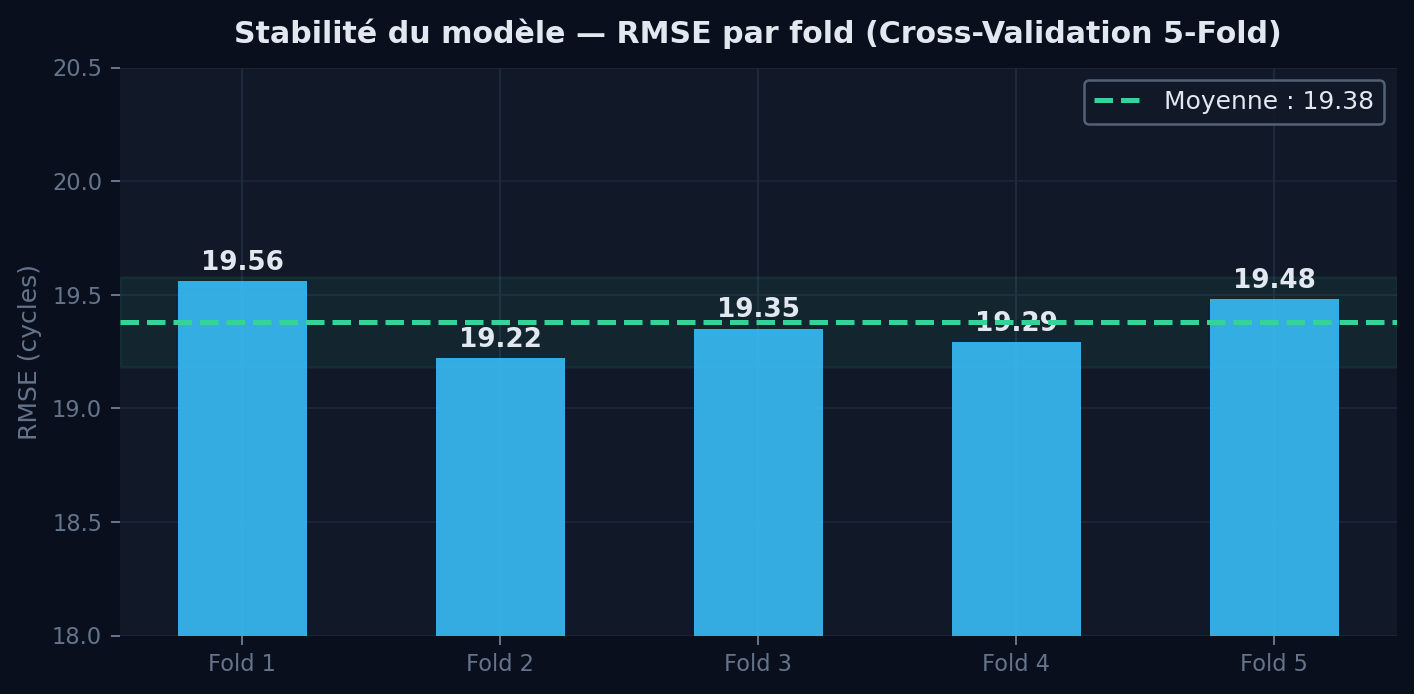 Stabilité du modèle — RMSE par fold (Cross-Validation 5-Fold)
Moyenne : 19.38
RMSE (cycles)
20.5
20.0
19.5
19.0
18.5
18.0
19.56
19.22
19.35
19.29
19.48
Fold 1
Fold 2
Fold 3
Fold 4
Fold 5